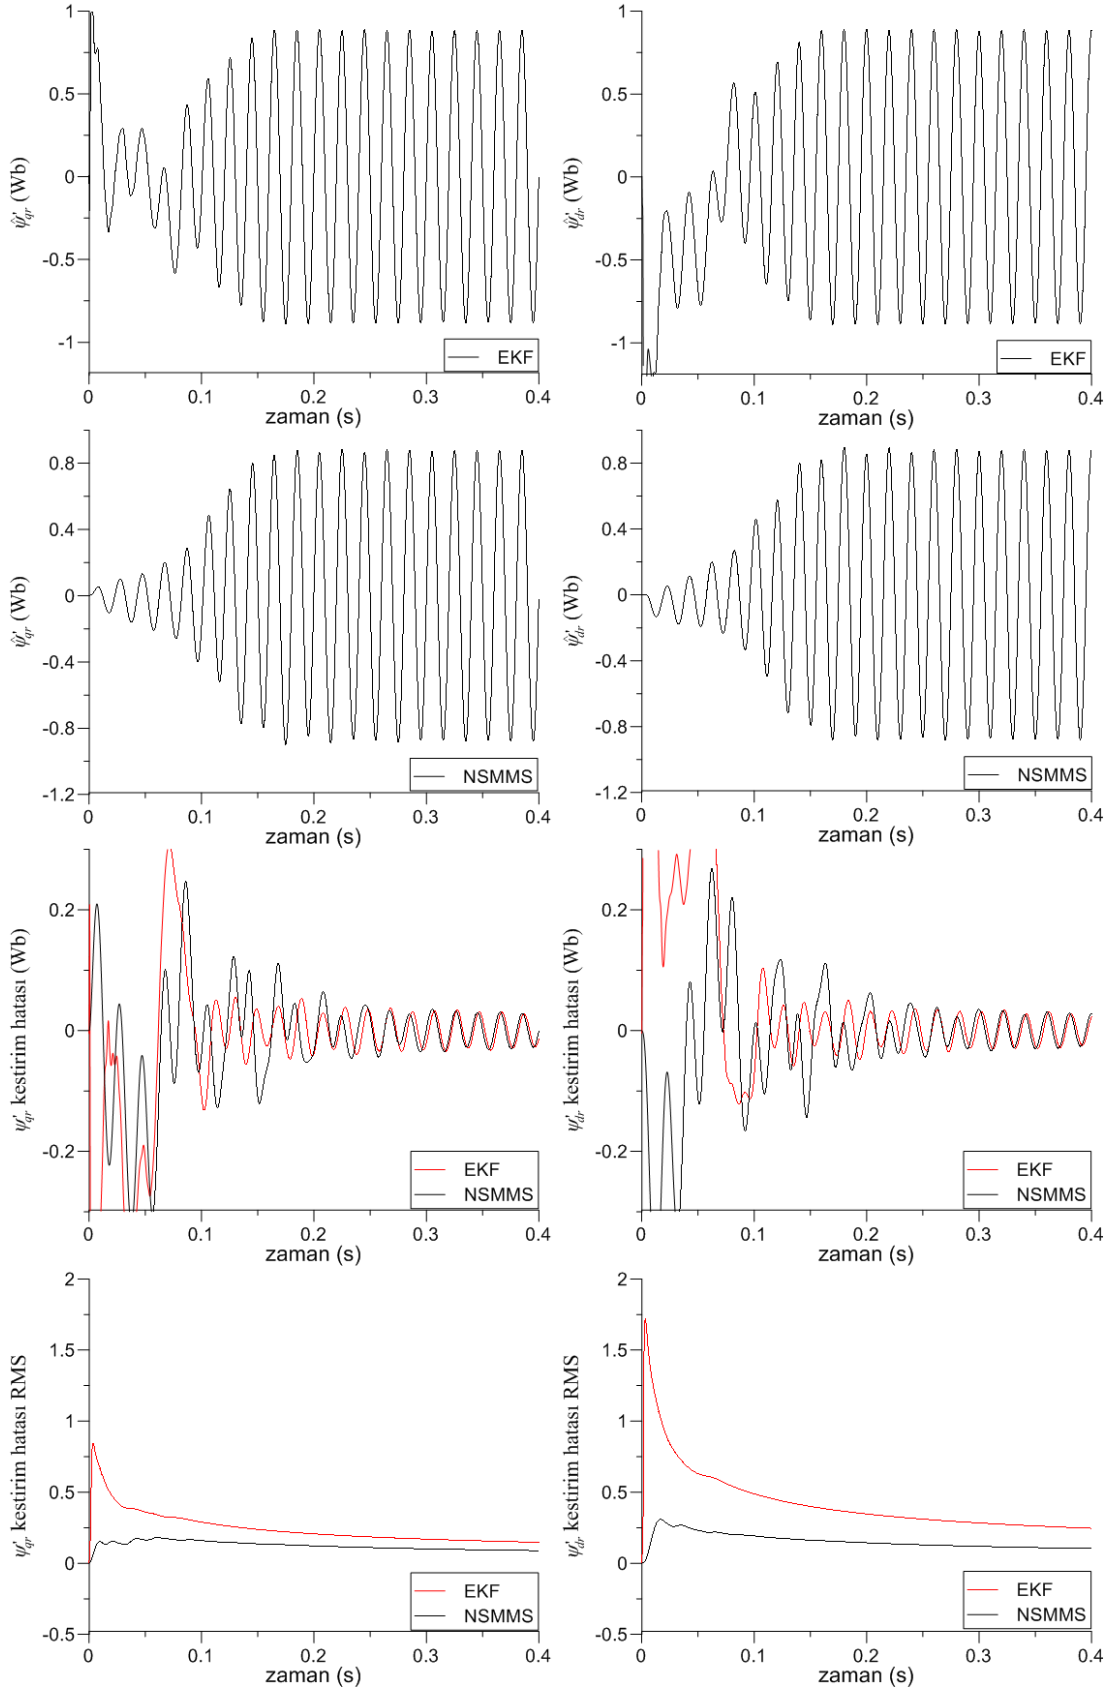 1
0.5
0
-0.5
-1
ψ̂'qr (Wb)
EKF
0 0.1 0.2 0.3 0.4
zaman (s)
1
0.5
0
-0.5
-1
ψ̂'dr (Wb)
EKF
0 0.1 0.2 0.3 0.4
zaman (s)
0.8
0.4
0
-0.4
-0.8
-1.2
ψ̂'qr (Wb)
NSMMS
0 0.1 0.2 0.3 0.4
zaman (s)
0.8
0.4
0
-0.4
-0.8
-1.2
ψ̂'dr (Wb)
NSMMS
0 0.1 0.2 0.3 0.4
zaman (s)
0.2
0
-0.2
ψ'qr kestirim hatası (Wb)
EKF
NSMMS
0 0.1 0.2 0.3 0.4
zaman (s)
0.2
0
-0.2
ψ'dr kestirim hatası (Wb)
EKF
NSMMS
0 0.1 0.2 0.3 0.4
zaman (s)
2
1.5
1
0.5
0
-0.5
ψ'qr kestirim hatası RMS
EKF
NSMMS
0 0.1 0.2 0.3 0.4
zaman (s)
2
1.5
1
0.5
0
-0.5
ψ'dr kestirim hatası RMS
EKF
NSMMS
0 0.1 0.2 0.3 0.4
zaman (s)